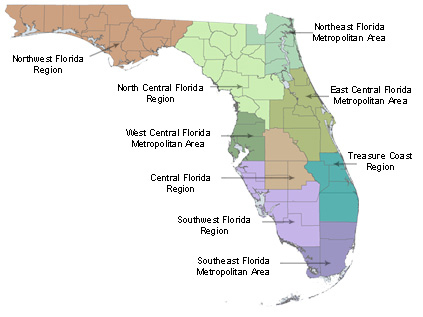 Northeast Florida
Metropolitan Area
Northwest Florida
Region
North Central Florida
Region
East Central Florida
Metropolitan Area
West Central Florida
Metropolitan Area
Treasure Coast
Region
Central Florida
Region
Southwest Florida
Region
Southeast Florida
Metropolitan Area